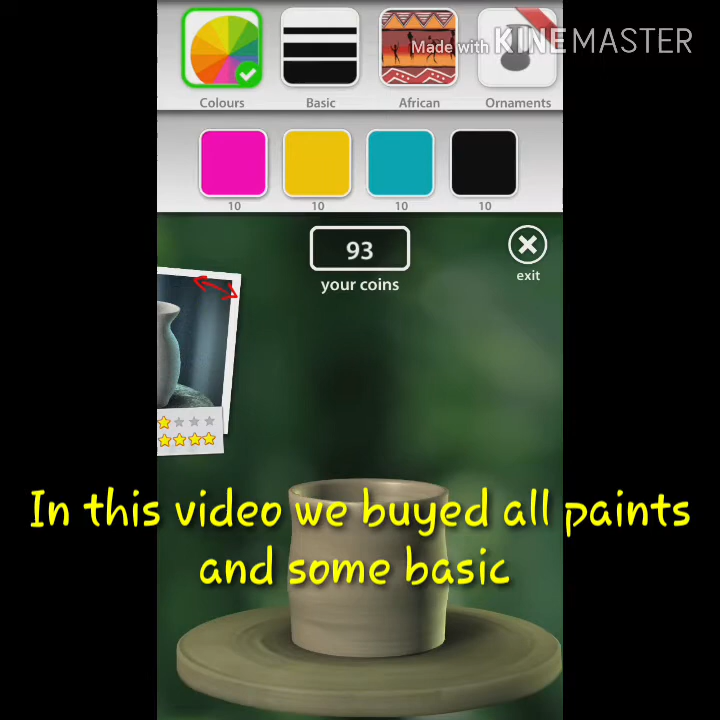 Made with KINEMASTER
Colours Basic African Ornaments
10 10 10 10
93
your coins
exit
In this video we buyed all paints
and some basic